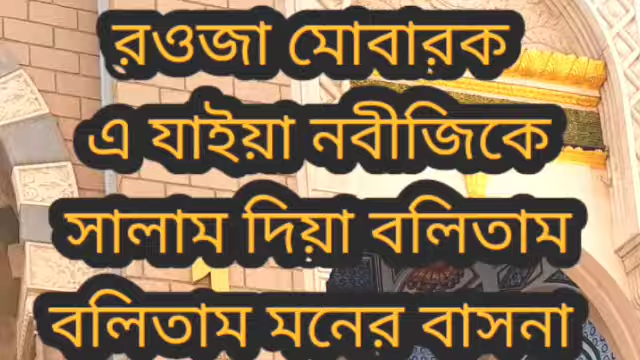 রওজা মোবারক
এ যাইয়া নবীজিকে
সালাম দিয়া বলিতাম
বলিতাম মনের বাসনা